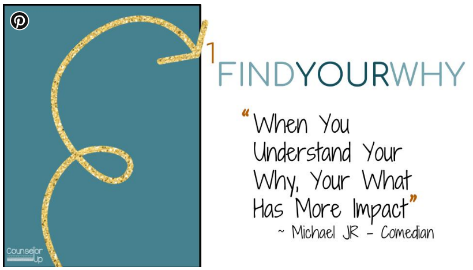 1
FINDYOURWHY
"When You
Understand Your
Why, Your What
Has More Impact"
~ Michael JR - Comedian
Counselor
Up